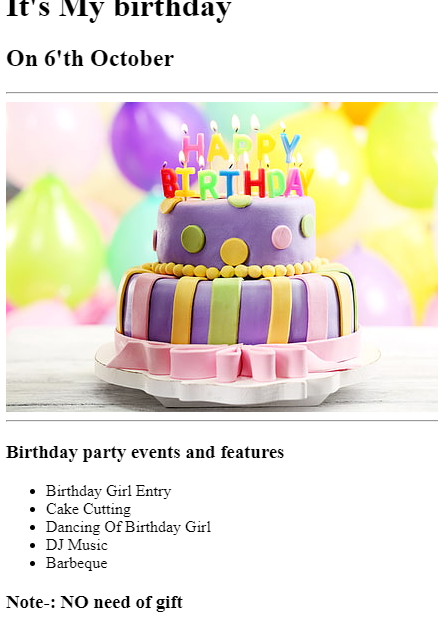 It's My birthday
On 6'th October
HAPPY
BIRTHDAY
Birthday party events and features
Birthday Girl Entry
Cake Cutting
Dancing Of Birthday Girl
DJ Music
Barbeque
Note-: NO need of gift